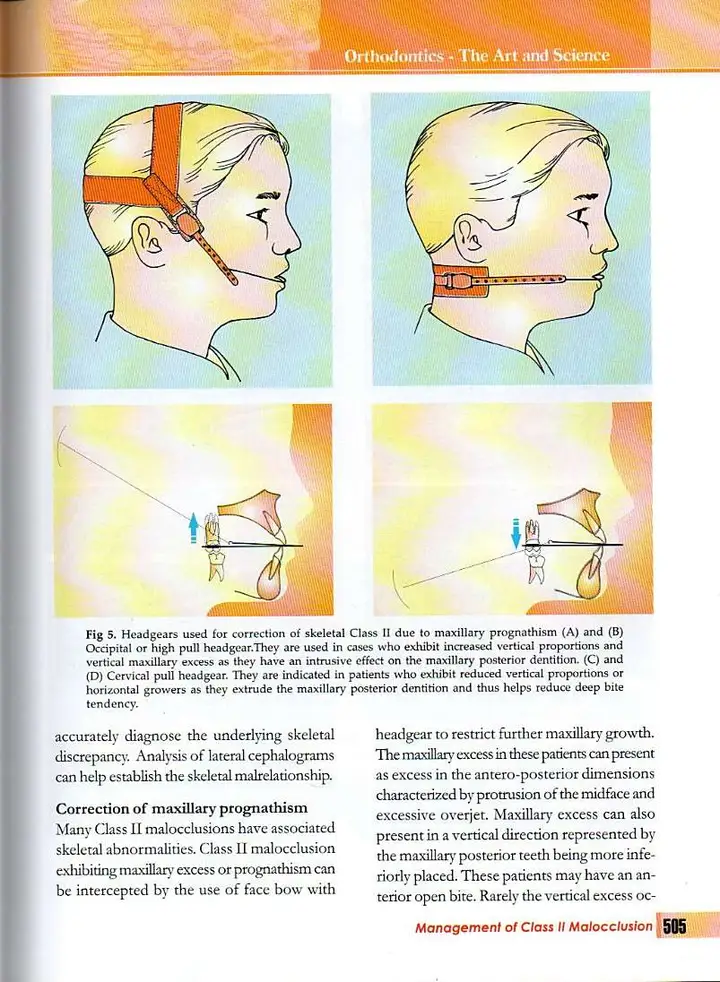 Orthodontics - The Art and Science
Fig 5. Headgears used for correction of skeletal Class II due to maxillary prognathism (A) and (B)
Occipital or high pull headgear.They are used in cases who exhibit increased vertical proportions and
vertical maxillary excess as they have an intrusive effect on the maxillary posterior dentition. (C) and
(D) Cervical pull headgear. They are indicated in patients who exhibit reduced vertical proportions or
horizontal growers as they extrude the maxillary posterior dentition and thus helps reduce deep bite
tendency.
accurately diagnose the underlying skeletal
discrepancy. Analysis of lateral cephalograms
can help establish the skeletal malrelationship.
Correction of maxillary prognathism
Many Class II malocclusions have associated
skeletal abnormalities. Class II malocclusion
exhibiting maxillary excess or prognathism can
be intercepted by the use of face bow with
headgear to restrict further maxillary growth.
The maxillary excess in these patients can present
as excess in the antero-posterior dimensions
characterized by protrusion of the midface and
excessive overjet. Maxillary excess can also
present in a vertical direction represented by
the maxillary posterior teeth being more infe-
riorly placed. These patients may have an an-
terior open bite. Rarely the vertical excess oc-
Management of Class II Malocclusion 505